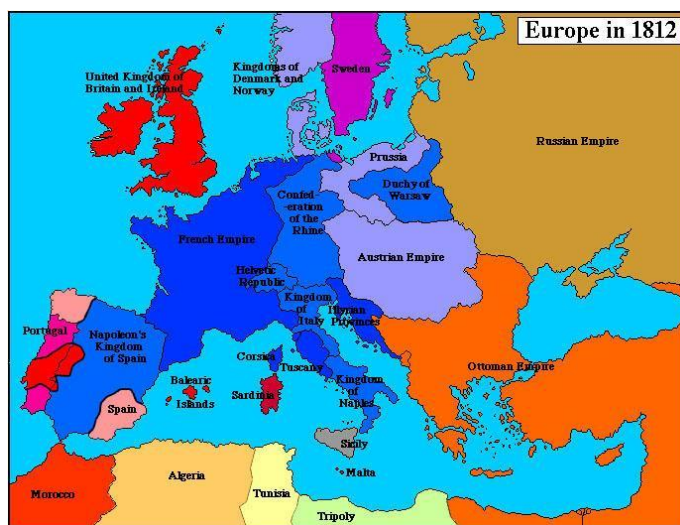 Europe in 1812
United Kingdom of
Britain and Ireland
Kingdoms of
Denmark and
Norway
Sweden
Russian Empire
Prussia
Duchy of
Warsaw
Confed
-eration
of the
Rhine
French Empire
Austrian Empire
Helvetic
Republic
Kingdom
of
Italy
Illyrian
Provinces
Portugal
Napoleon's
Kingdom
of Spain
Corsica
Tuscany
Ottoman Empire
Balearic
Islands
Sardinia
Kingdom
of
Naples
Spain
Sicily
Malta
Morocco
Algeria
Tunisia
Tripoly